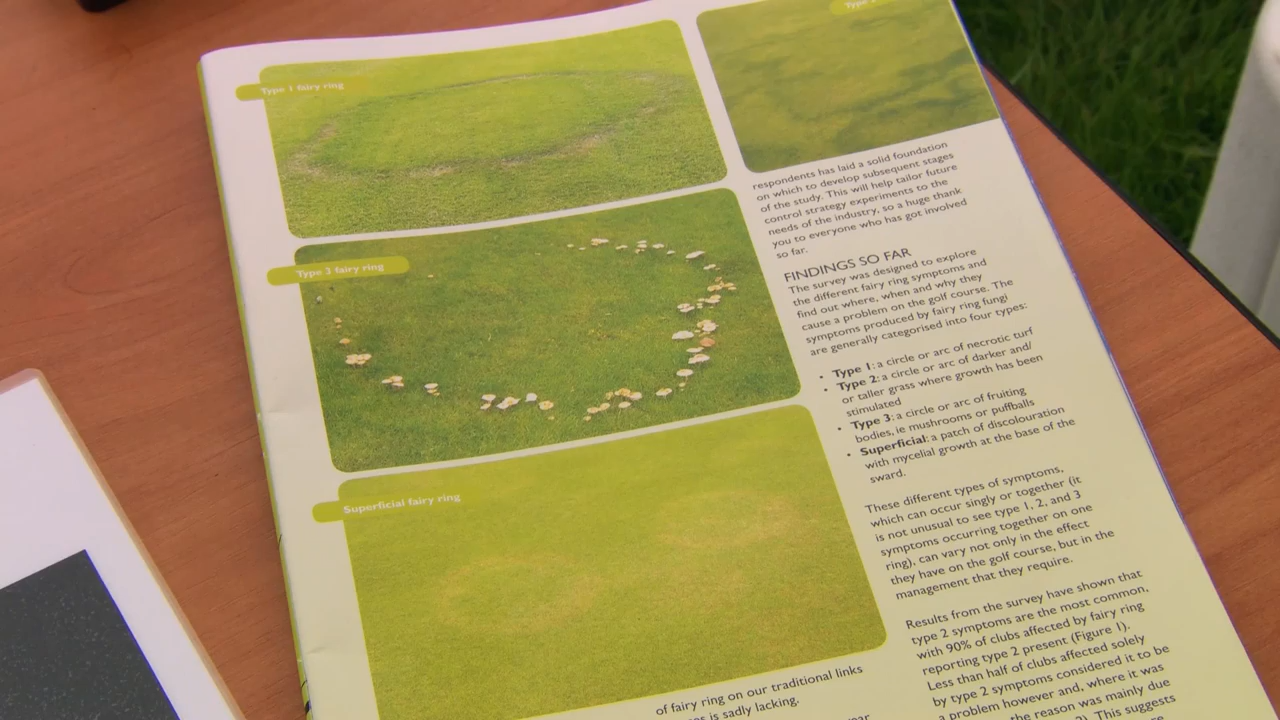 Type 1 fairy ring
Type 3 fairy ring
Superficial fairy ring
of fairy ring on our traditional links
is sadly lacking.
Type
respondents has laid a solid foundation
on which to develop subsequent stages
of the study. This will help tailor future
control strategy experiments to the
needs of the industry, so a huge thank
you to everyone who has got involved
so far.
FINDINGS SO FAR
The survey was designed to explore
the different fairy ring symptoms and
find out where, when and why they
cause a problem on the golf course. The
symptoms produced by fairy ring fungi
are generally categorised into four types:
• Type 1: a circle or arc of necrotic turf
• Type 2: a circle or arc of darker and/
or taller grass where growth has been
stimulated
• Type 3: a circle or arc of fruiting
bodies, ie mushrooms or puffballs
• Superficial: a patch of discolouration
with mycelial growth at the base of the
sward.
These different types of symptoms,
which can occur singly or together (it
is not unusual to see type 1, 2, and 3
symptoms occurring together on one
ring), can vary not only in the effect
they have on the golf course, but in the
management that they require.
Results from the survey have shown that
type 2 symptoms are the most common,
with 90% of clubs affected by fairy ring
reporting type 2 present (Figure 1).
Less than half of clubs affected solely
by type 2 symptoms considered it to be
a problem however and, where it was
the reason was mainly due
This suggests